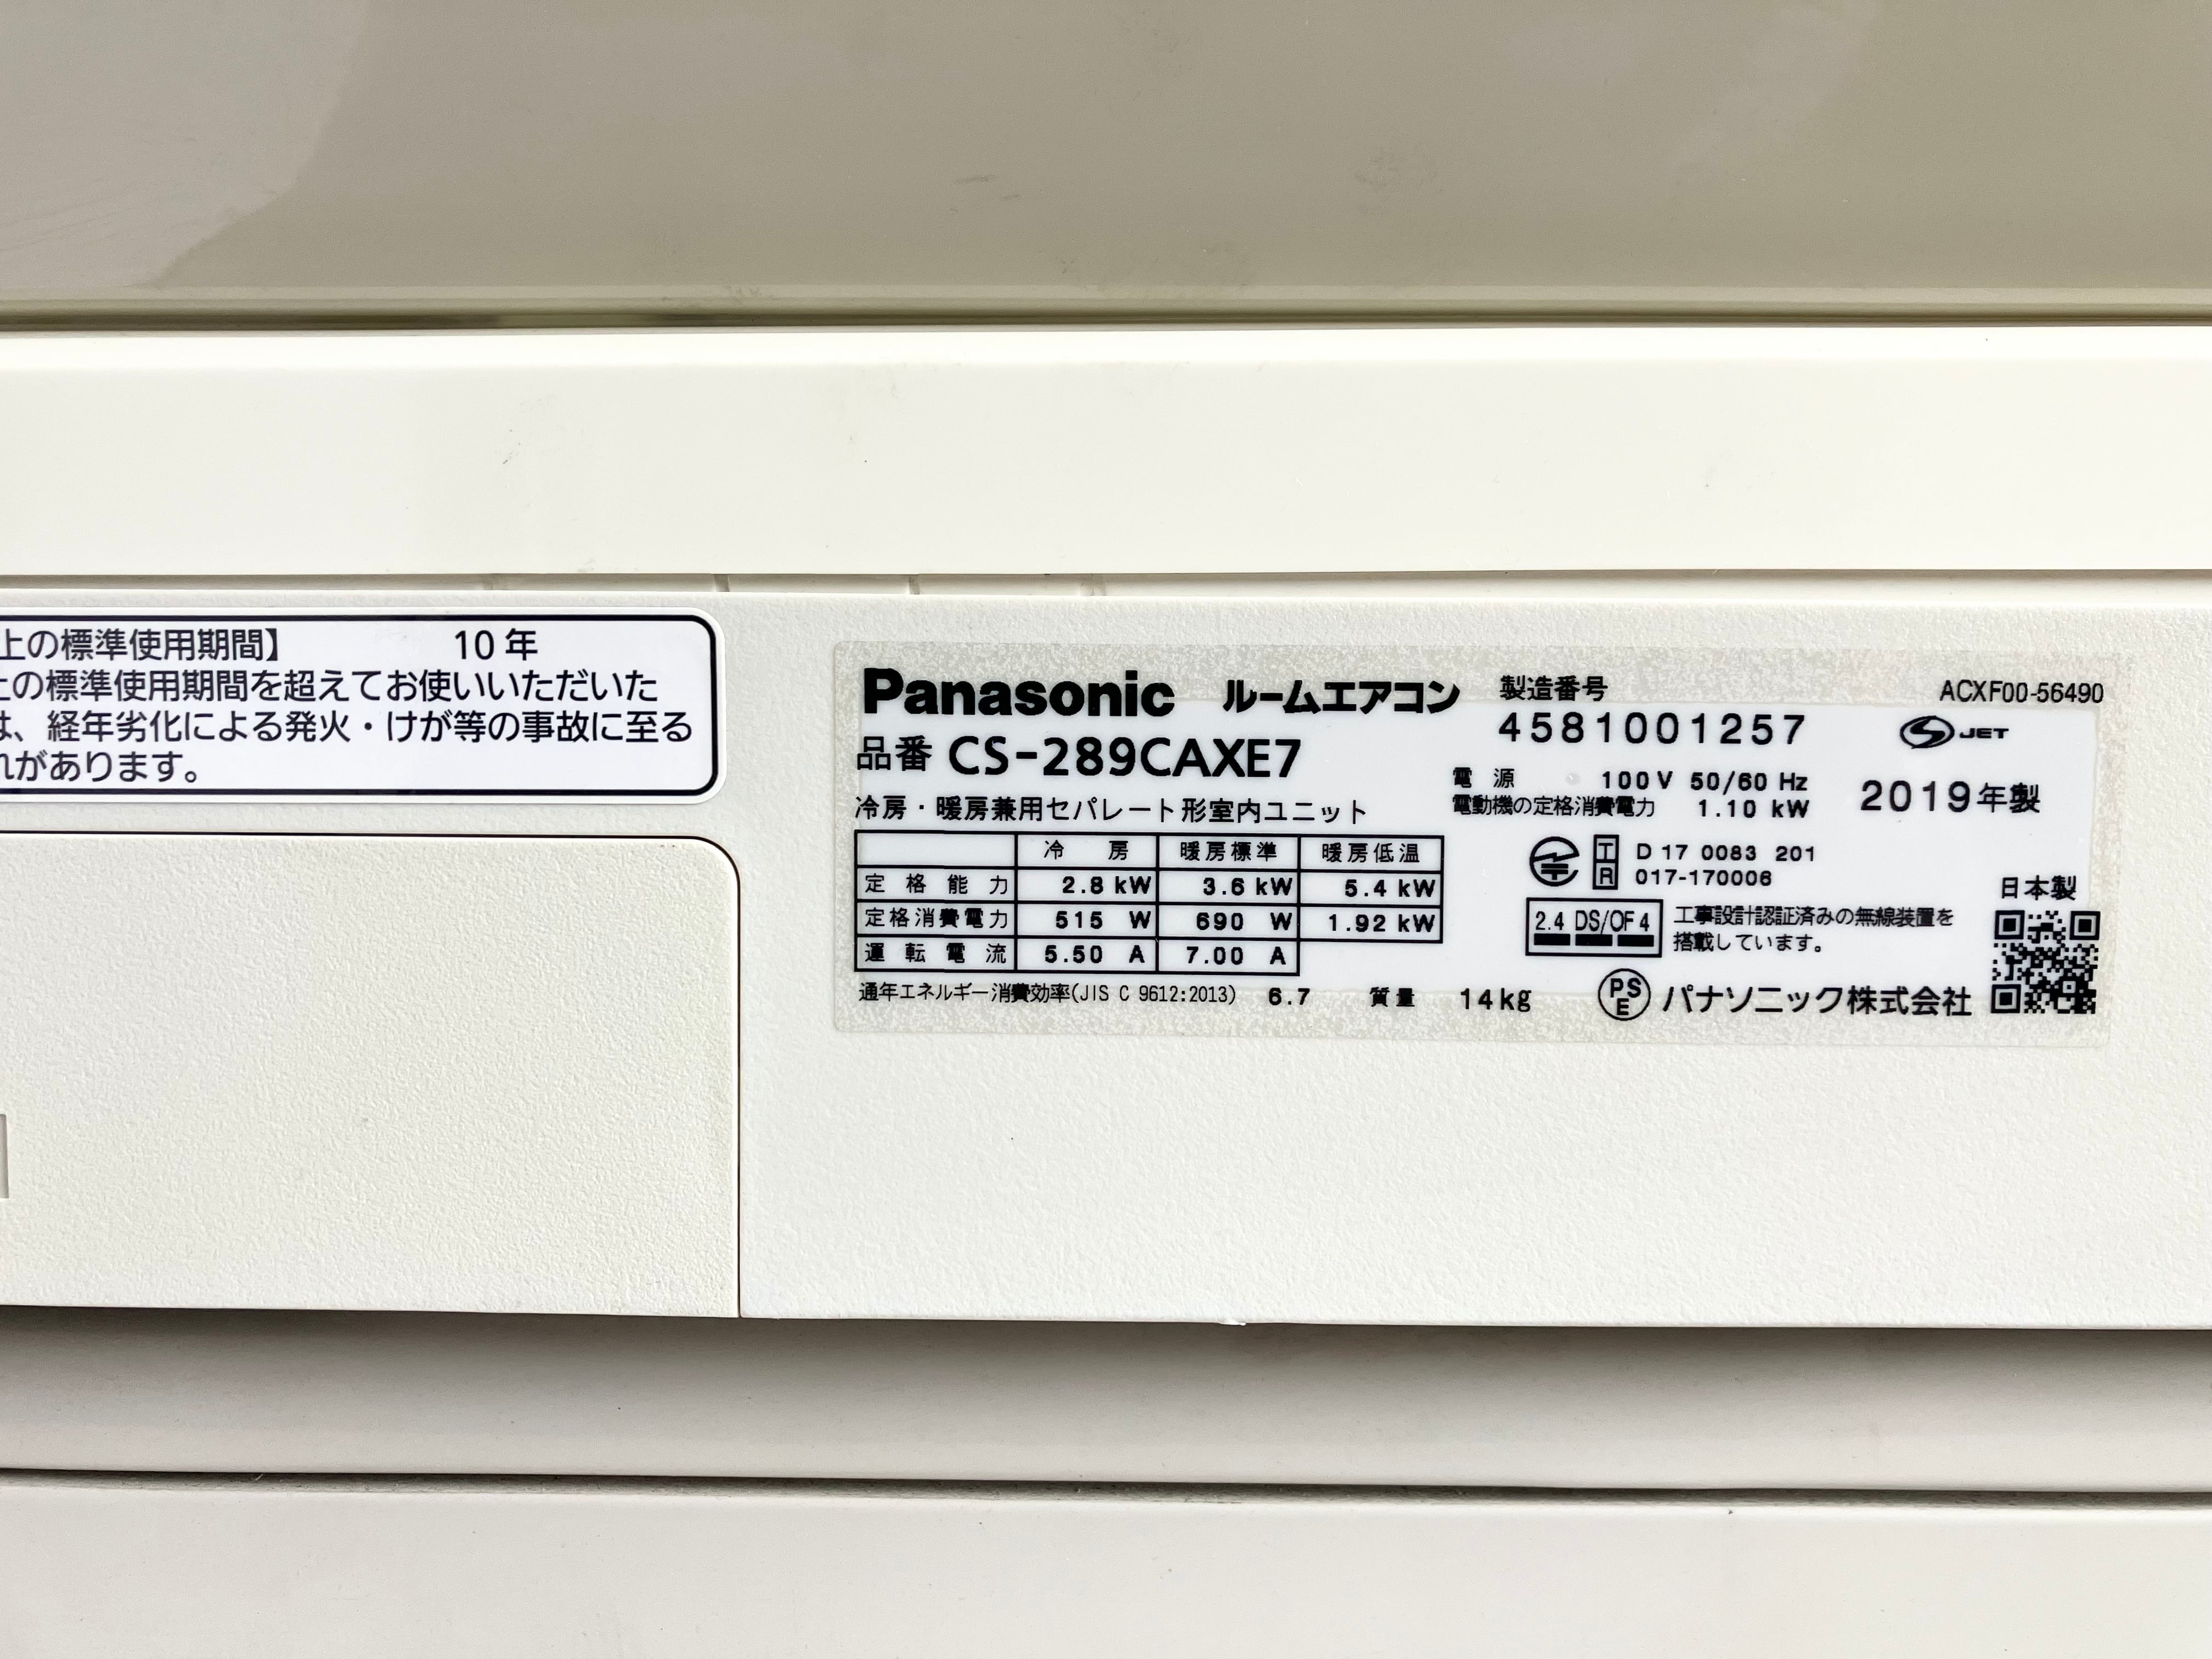 上の標準使用期間】 10年
上の標準使用期間を超えてお使いいただいた
は、経年劣化による発火・けが等の事故に至る
れがあります。
Panasonic ルームエアコン
品番 CS-289CAXE7
冷房・暖房兼用セパレート形室内ユニット
冷房 暖房標準 暖房低温
定格能力 2.8 kW 3.6 kW 5.4 kW
定格消費電力 515 W 690 W 1.92 kW
運転電流 5.50 A 7.00 A
通年エネルギー消費効率(JIS C 9612:2013) 6.7 質量 14kg
製造番号
4581001257
ACXF00-56490
JET
電源 100V 50/60 Hz
電動機の定格消費電力 1.10 kW
2019年製
T R D 17 0083 201
017-170006
日本製
2.4 DS/OF 4 工事設計認証済みの無線装置を
搭載しています。
PSE パナソニック株式会社